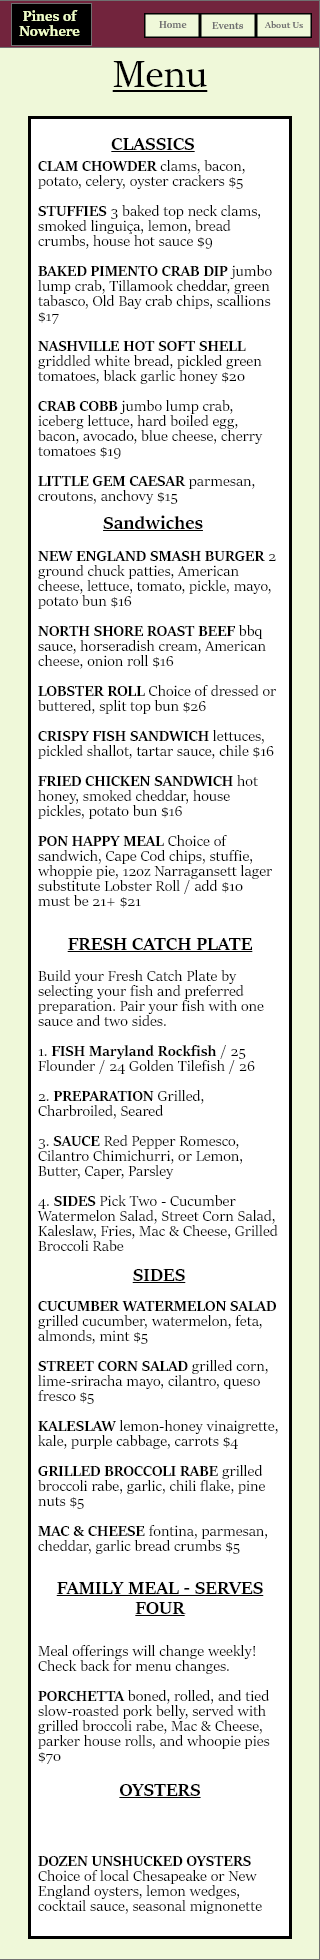 Pines of
Nowhere
Home
Events
About Us
Menu
CLASSICS
CLAM CHOWDER clams, bacon,
potato, celery, oyster crackers $5
STUFFIES 3 baked top neck clams,
smoked linguiça, lemon, bread
crumbs, house hot sauce $9
BAKED PIMENTO CRAB DIP jumbo
lump crab, Tillamook cheddar, green
tabasco, Old Bay crab chips, scallions
$17
NASHVILLE HOT SOFT SHELL
griddled white bread, pickled green
tomatoes, black garlic honey $20
CRAB COBB jumbo lump crab,
iceberg lettuce, hard boiled egg,
bacon, avocado, blue cheese, cherry
tomatoes $19
LITTLE GEM CAESAR parmesan,
croutons, anchovy $15
Sandwiches
NEW ENGLAND SMASH BURGER 2
ground chuck patties, American
cheese, lettuce, tomato, pickle, mayo,
potato bun $16
NORTH SHORE ROAST BEEF bbq
sauce, horseradish cream, American
cheese, onion roll $16
LOBSTER ROLL Choice of dressed or
buttered, split top bun $26
CRISPY FISH SANDWICH lettuces,
pickled shallot, tartar sauce, chile $16
FRIED CHICKEN SANDWICH hot
honey, smoked cheddar, house
pickles, potato bun $16
PON HAPPY MEAL Choice of
sandwich, Cape Cod chips, stuffie,
whoppie pie, 12oz Narragansett lager
substitute Lobster Roll / add $10
must be 21+ $21
FRESH CATCH PLATE
Build your Fresh Catch Plate by
selecting your fish and preferred
preparation. Pair your fish with one
sauce and two sides.
1. FISH Maryland Rockfish / 25
Flounder / 24 Golden Tilefish / 26
2. PREPARATION Grilled,
Charbroiled, Seared
3. SAUCE Red Pepper Romesco,
Cilantro Chimichurri, or Lemon,
Butter, Caper, Parsley
4. SIDES Pick Two - Cucumber
Watermelon Salad, Street Corn Salad,
Kaleslaw, Fries, Mac & Cheese, Grilled
Broccoli Rabe
SIDES
CUCUMBER WATERMELON SALAD
grilled cucumber, watermelon, feta,
almonds, mint $5
STREET CORN SALAD grilled corn,
lime-sriracha mayo, cilantro, queso
fresco $5
KALESLAW lemon-honey vinaigrette,
kale, purple cabbage, carrots $4
GRILLED BROCCOLI RABE grilled
broccoli rabe, garlic, chili flake, pine
nuts $5
MAC & CHEESE fontina, parmesan,
cheddar, garlic bread crumbs $5
FAMILY MEAL - SERVES
FOUR
Meal offerings will change weekly!
Check back for menu changes.
PORCHETTA boned, rolled, and tied
slow-roasted pork belly, served with
grilled broccoli rabe, Mac & Cheese,
parker house rolls, and whoopie pies
$70
OYSTERS
DOZEN UNSHUCKED OYSTERS
Choice of local Chesapeake or New
England oysters, lemon wedges,
cocktail sauce, seasonal mignonette